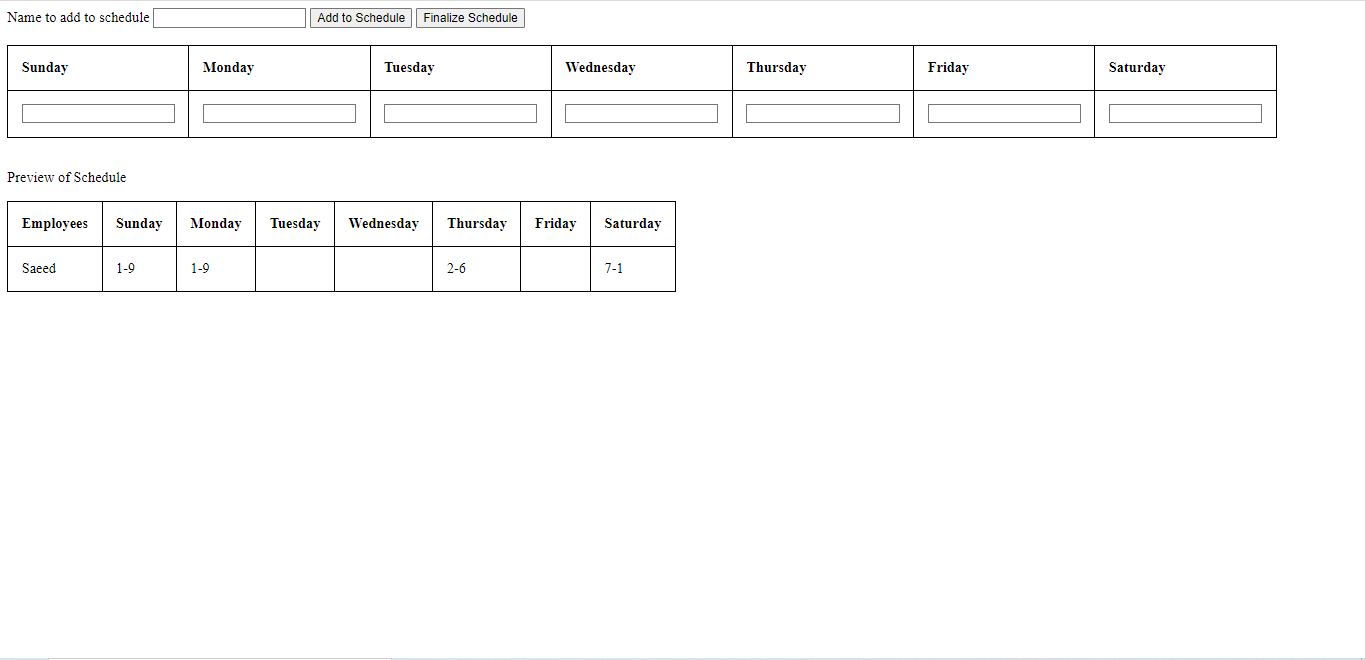 Name to add to schedule Add to Schedule Finalize Schedule
Sunday Monday Tuesday Wednesday Thursday Friday Saturday
Preview of Schedule
Employees Sunday Monday Tuesday Wednesday Thursday Friday Saturday
Saeed 1-9 1-9 2-6 7-1